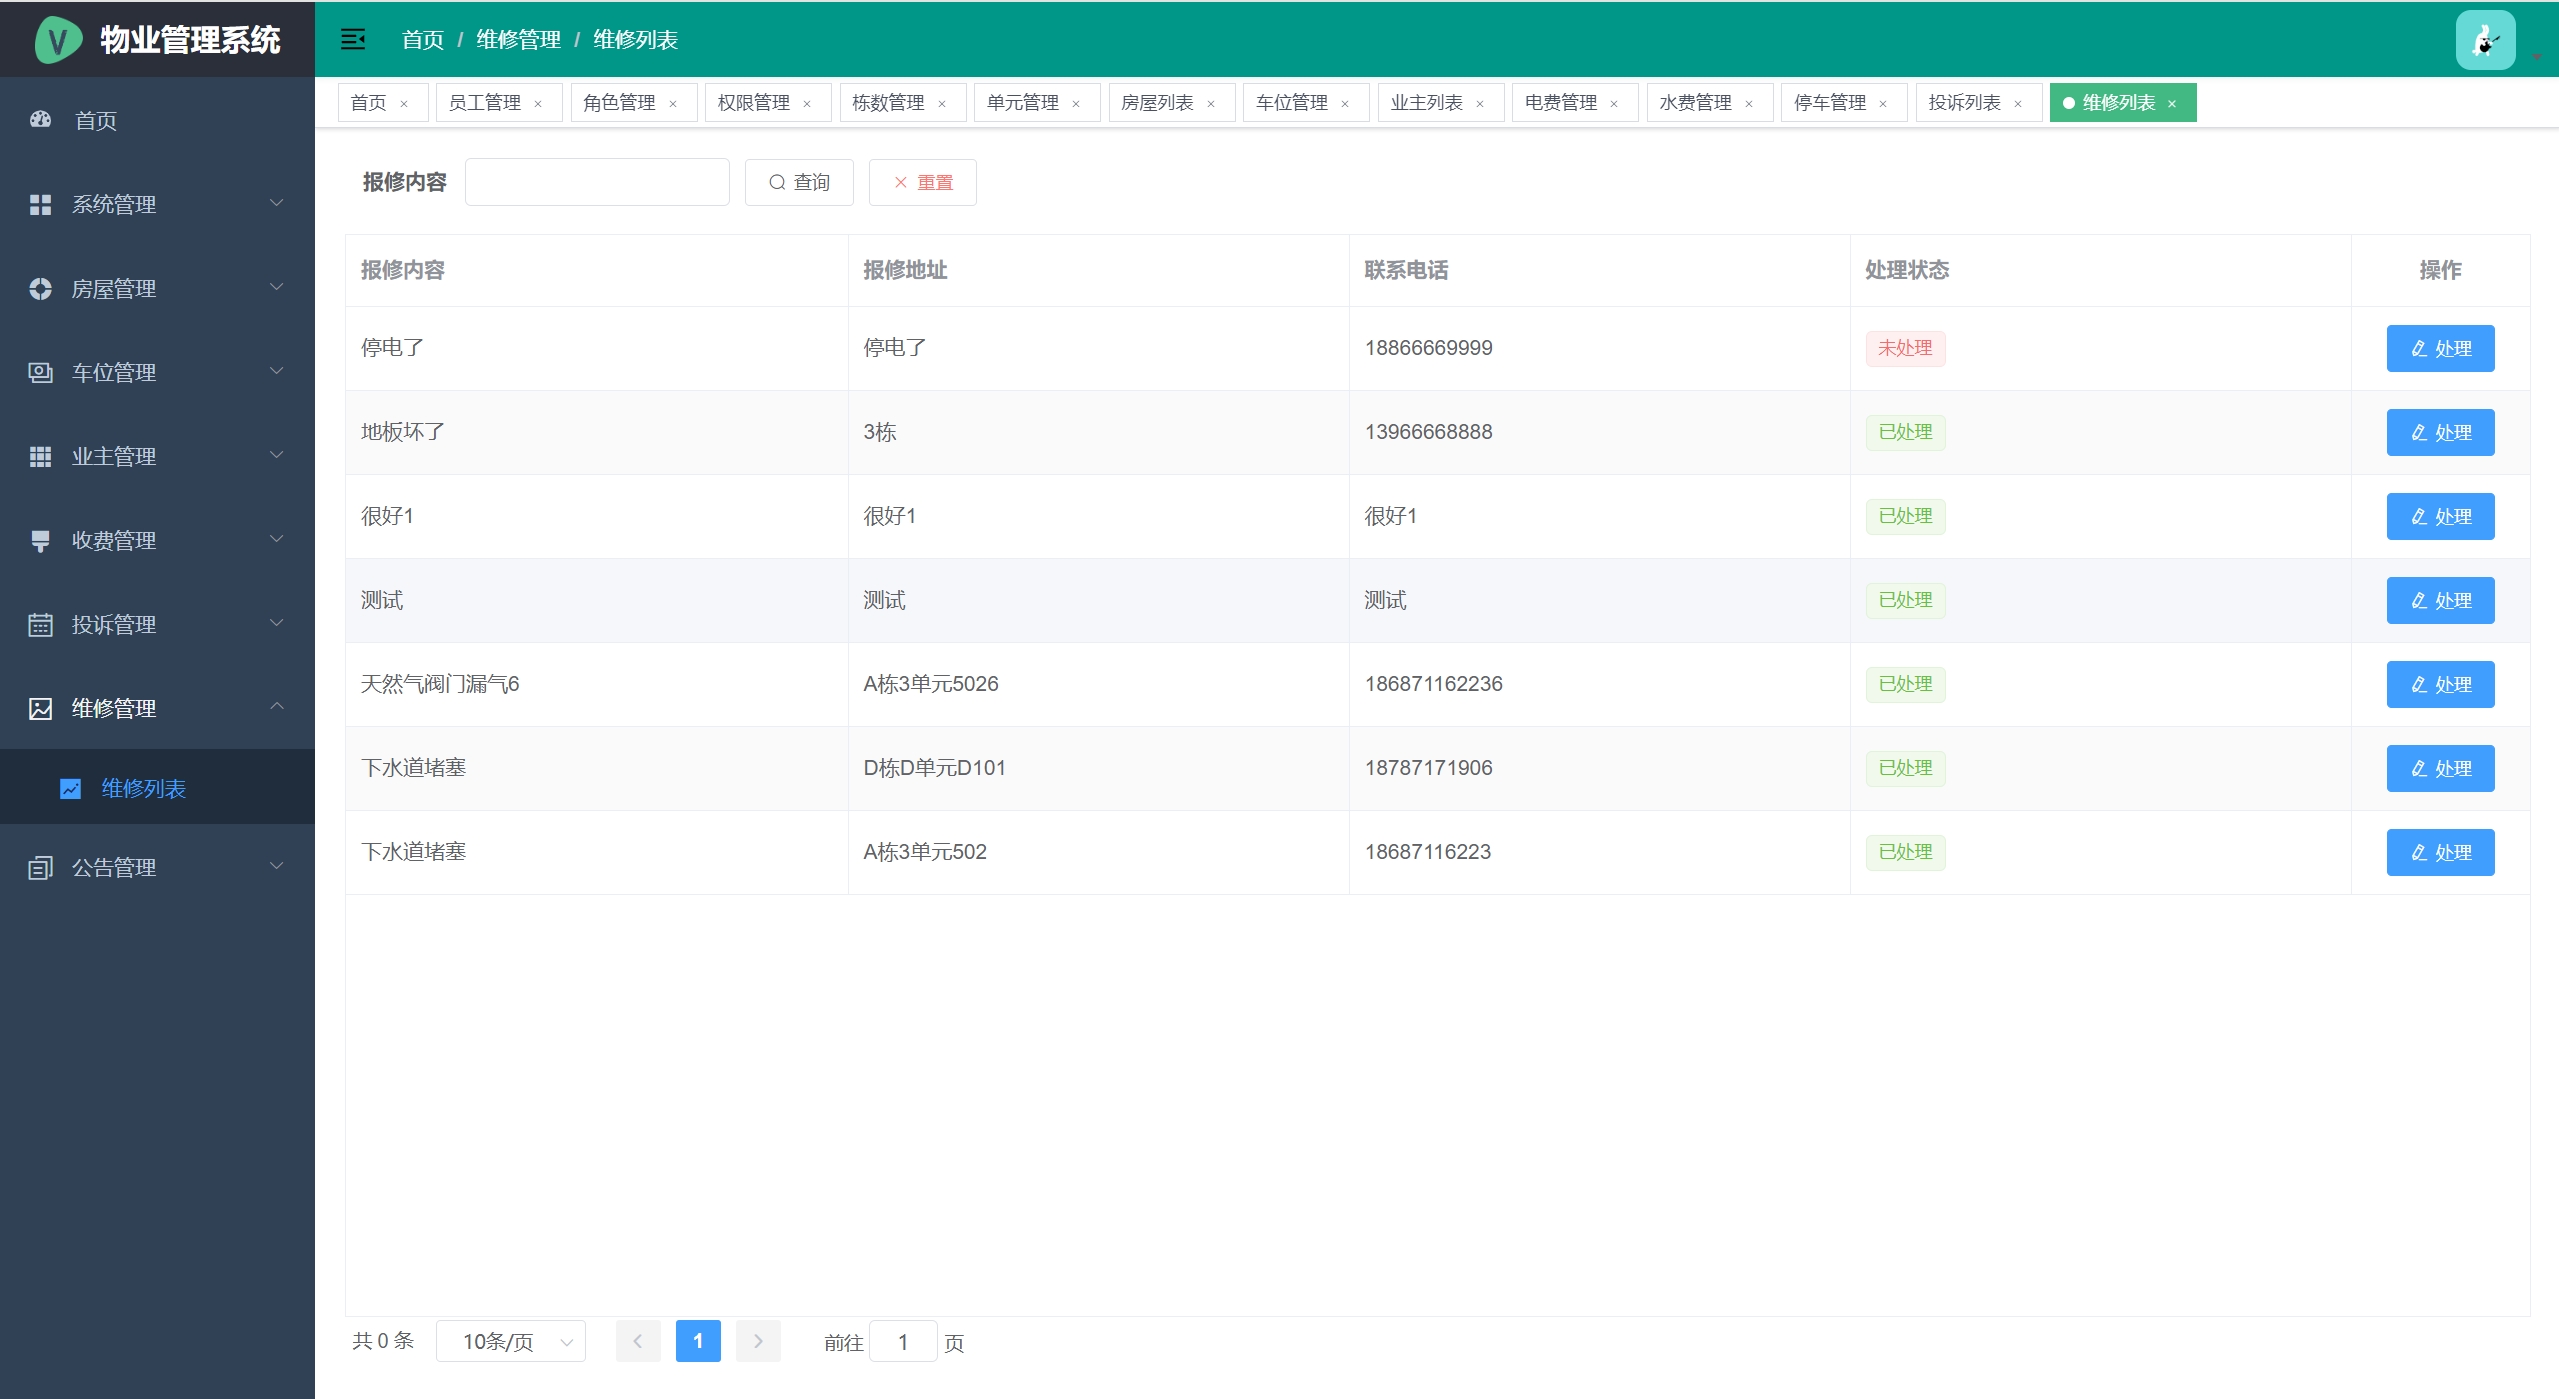 物业管理系统
首页 / 维修管理 / 维修列表
首页
系统管理
房屋管理
车位管理
业主管理
收费管理
投诉管理
维修管理
维修列表
公告管理
首页 × 员工管理 × 角色管理 × 权限管理 × 栋数管理 × 单元管理 × 房屋列表 × 车位管理 × 业主列表 × 电费管理 × 水费管理 × 停车管理 × 投诉列表 × 维修列表 ×
报修内容 查询 重置
报修内容 报修地址 联系电话 处理状态 操作
停电了 停电了 18866669999 未处理 处理
地板坏了 3栋 13966668888 已处理 处理
很好1 很好1 很好1 已处理 处理
测试 测试 测试 已处理 处理
天然气阀门漏气6 A栋3单元5026 186871162236 已处理 处理
下水道堵塞 D栋D单元D101 18787171906 已处理 处理
下水道堵塞 A栋3单元502 18687116223 已处理 处理
共 0 条 10条/页 1 前往 1 页